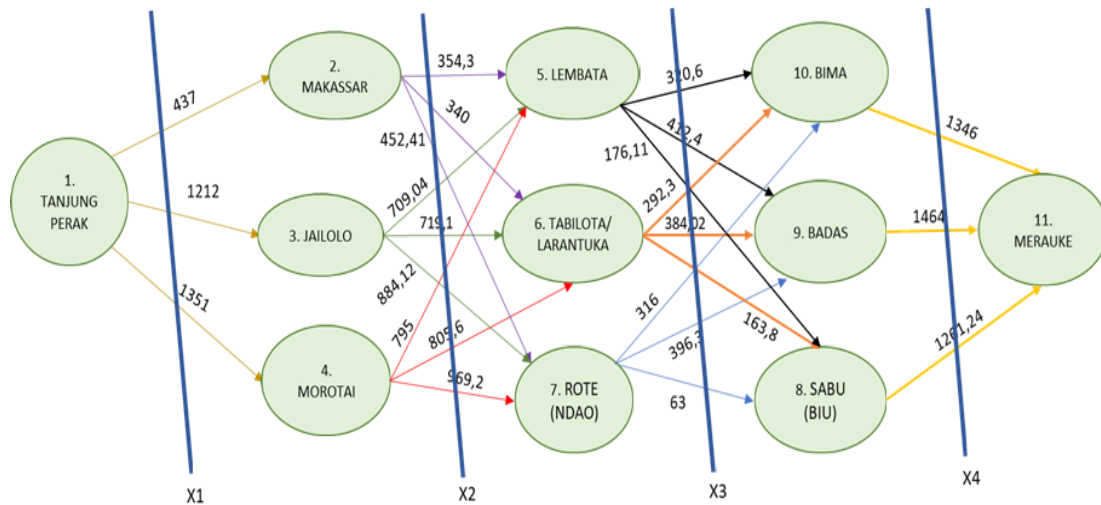 1.
TANJUNG
PERAK
437
1212
1351
2.
MAKASSAR
3. JAILOLO
4.
MOROTAI
354,3
340
452,41
709,04
719,1
884,12
795
805,6
969,2
5. LEMBATA
6. TABILOTA/
LARANTUKA
7. ROTE
(NDAO)
320,6
412,4
176,11
292,3
384,02
163,8
316
396,3
63
10. BIMA
9. BADAS
8. SABU
(BIU)
1346
1464
1261,24
11.
MERAUKE
X1
X2
X3
X4